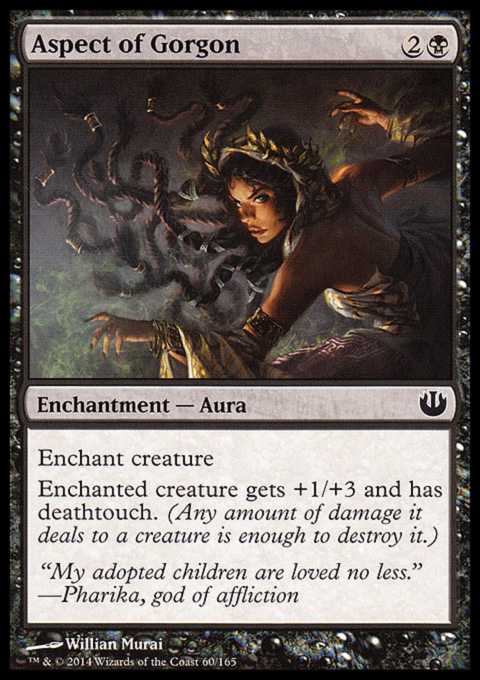 Aspect of Gorgon 2
Enchantment — Aura
Enchant creature
Enchanted creature gets +1/+3 and has
deathtouch. (Any amount of damage it
deals to a creature is enough to destroy it.)
“My adopted children are loved no less.”
—Pharika, god of affliction
Willian Murai
™ & © 2014 Wizards of the Coast 60/165